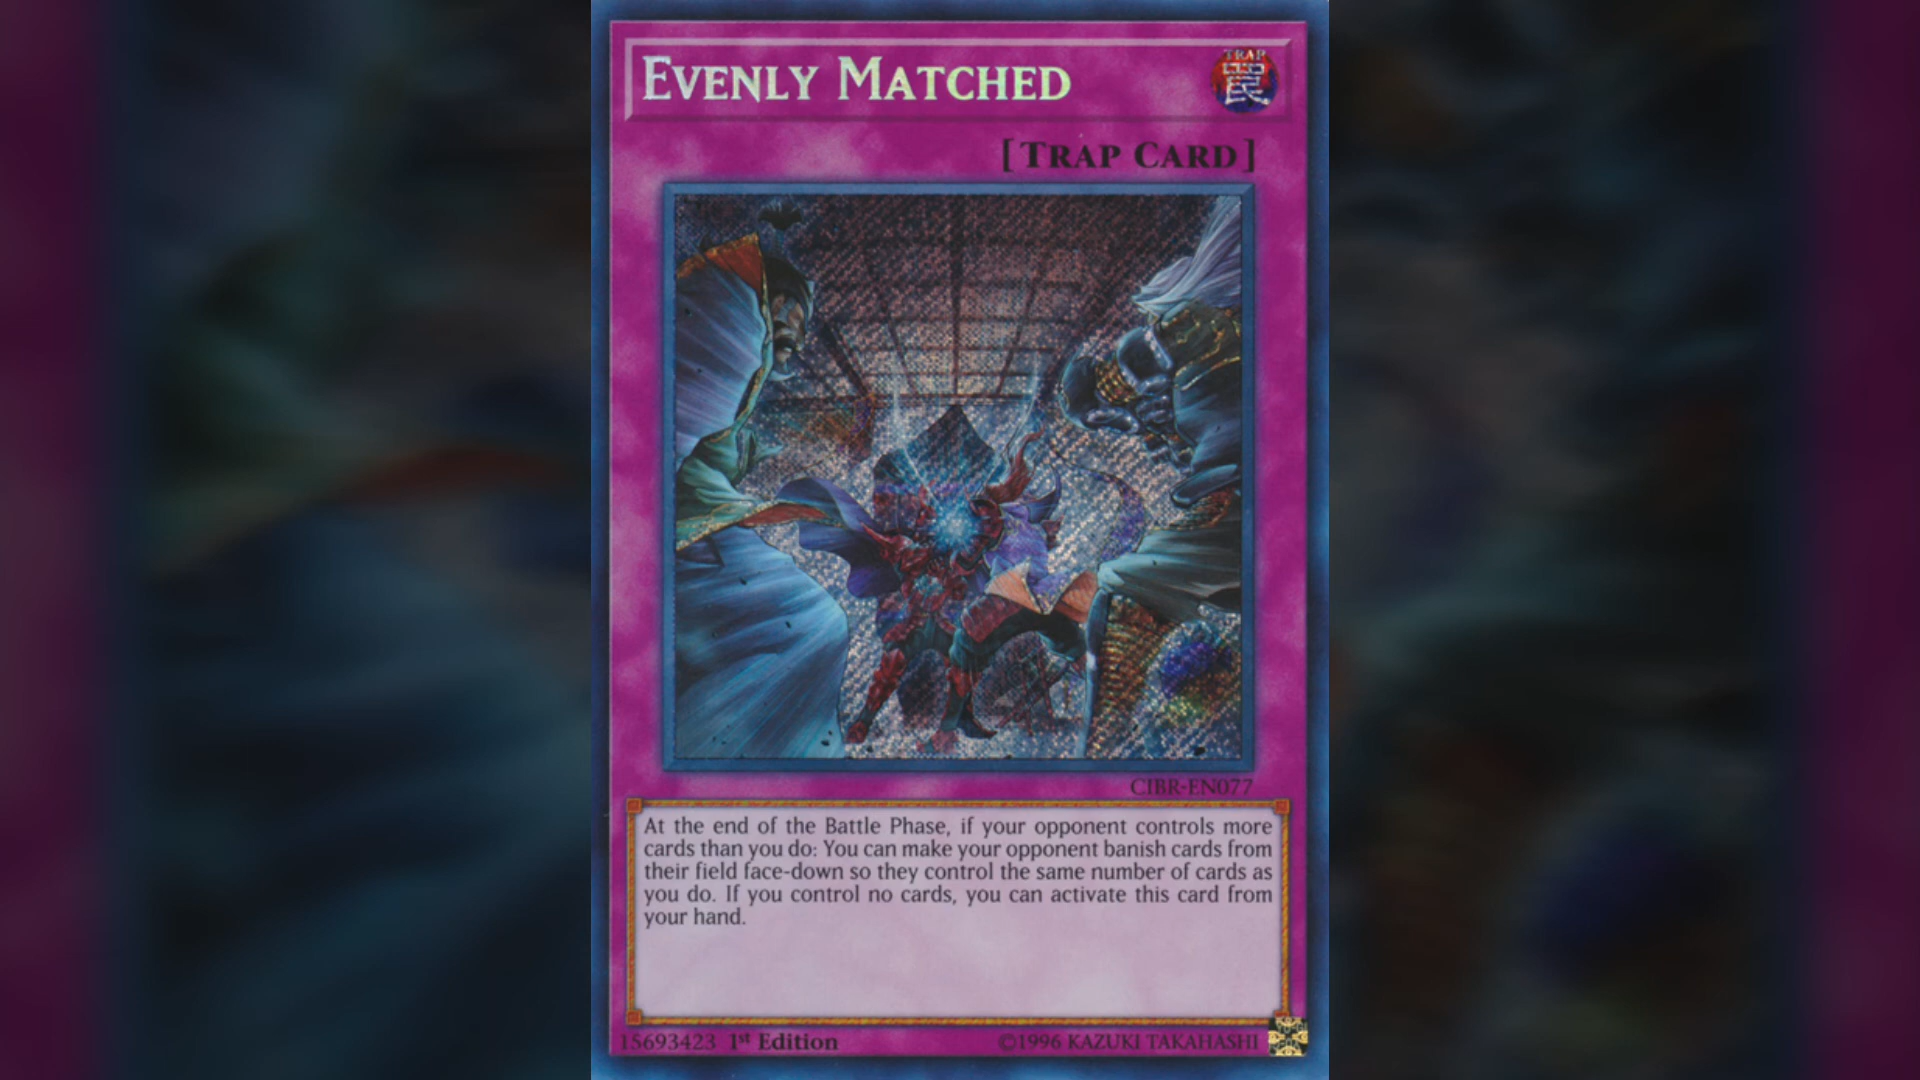 EVENLY MATCHED
TRAP
罠
[TRAP CARD]
CIBR-EN077
At the end of the Battle Phase, if your opponent controls more
cards than you do: You can make your opponent banish cards from
their field face-down so they control the same number of cards as
you do. If you control no cards, you can activate this card from
your hand.
15693423 1st Edition
©1996 KAZUKI TAKAHASHI